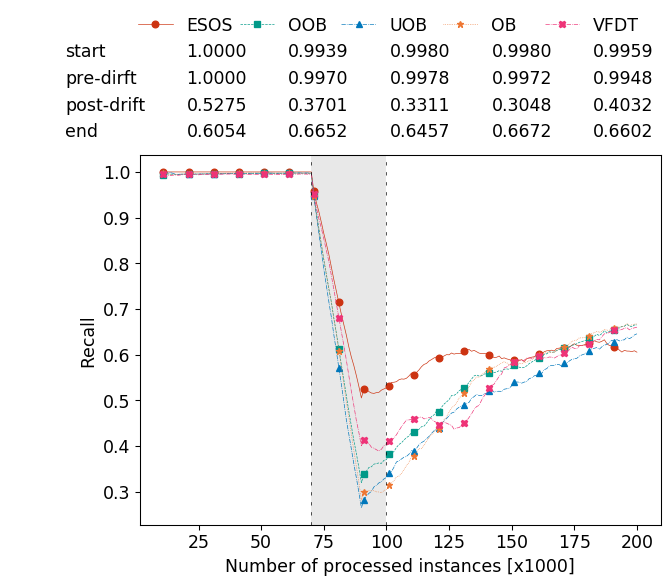 ESOS OOB UOB OB VFDT
start 1.0000 0.9939 0.9980 0.9980 0.9959
pre-dirft 1.0000 0.9970 0.9978 0.9972 0.9948
post-drift 0.5275 0.3701 0.3311 0.3048 0.4032
end 0.6054 0.6652 0.6457 0.6672 0.6602
1.0
0.9
0.8
0.7
0.6
0.5
0.4
0.3
Recall
25 50 75 100 125 150 175 200
Number of processed instances [x1000]